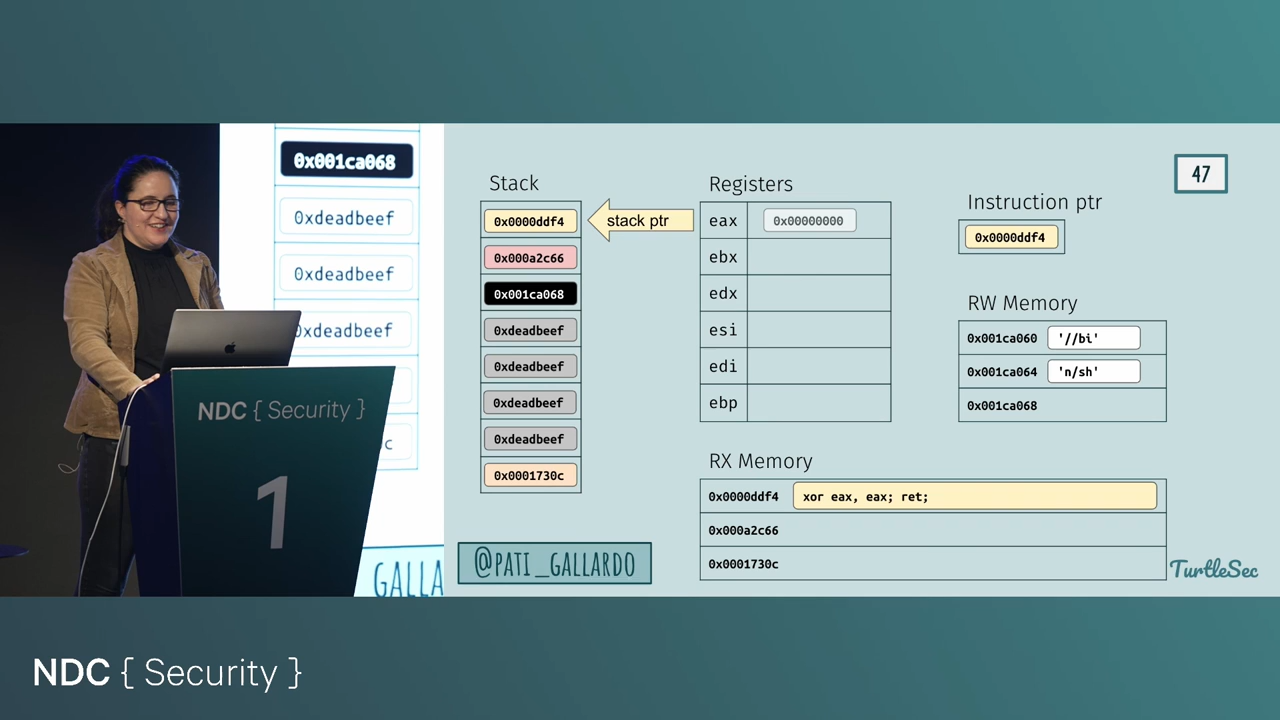 0x001ca068
0xdeadbeef
0xdeadbeef
0xdeadbeef
c
NDC { Security }
1
GALLA
47
Stack
0x0000ddf4
0x000a2c66
0x001ca068
0xdeadbeef
0xdeadbeef
0xdeadbeef
0xdeadbeef
0x0001730c
stack ptr
Registers
eax 0x00000000
ebx
edx
esi
edi
ebp
Instruction ptr
0x0000ddf4
RW Memory
0x001ca060 '//bi'
0x001ca064 'n/sh'
0x001ca068
RX Memory
0x0000ddf4 xor eax, eax; ret;
0x000a2c66
0x0001730c
@PATI_GALLARDO
TurtleSec
NDC { Security }